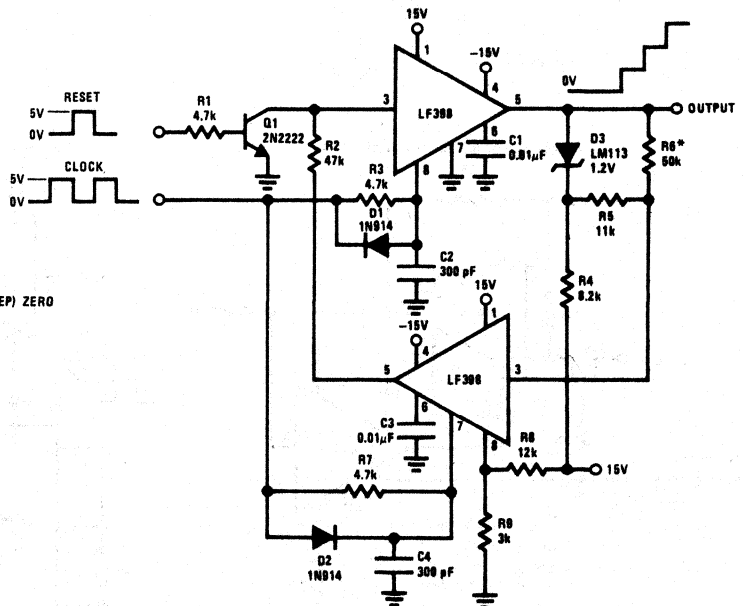 15V
1
-15V
4
0V
RESET
5V
0V
R1
4.7k
Q1
2N2222
3
LF398
5
OUTPUT
6
7
8
C1
0.01µF
D3
LM113
1.2V
R6*
50k
R2
47k
CLOCK
5V
0V
R3
4.7k
D1
1N914
R5
11k
C2
300 pF
R4
8.2k
EP) ZERO
15V
1
-15V
4
5
LF398
3
6
7
8
C3
0.01µF
R8
12k
15V
R7
4.7k
R9
3k
D2
1N914
C4
300 pF